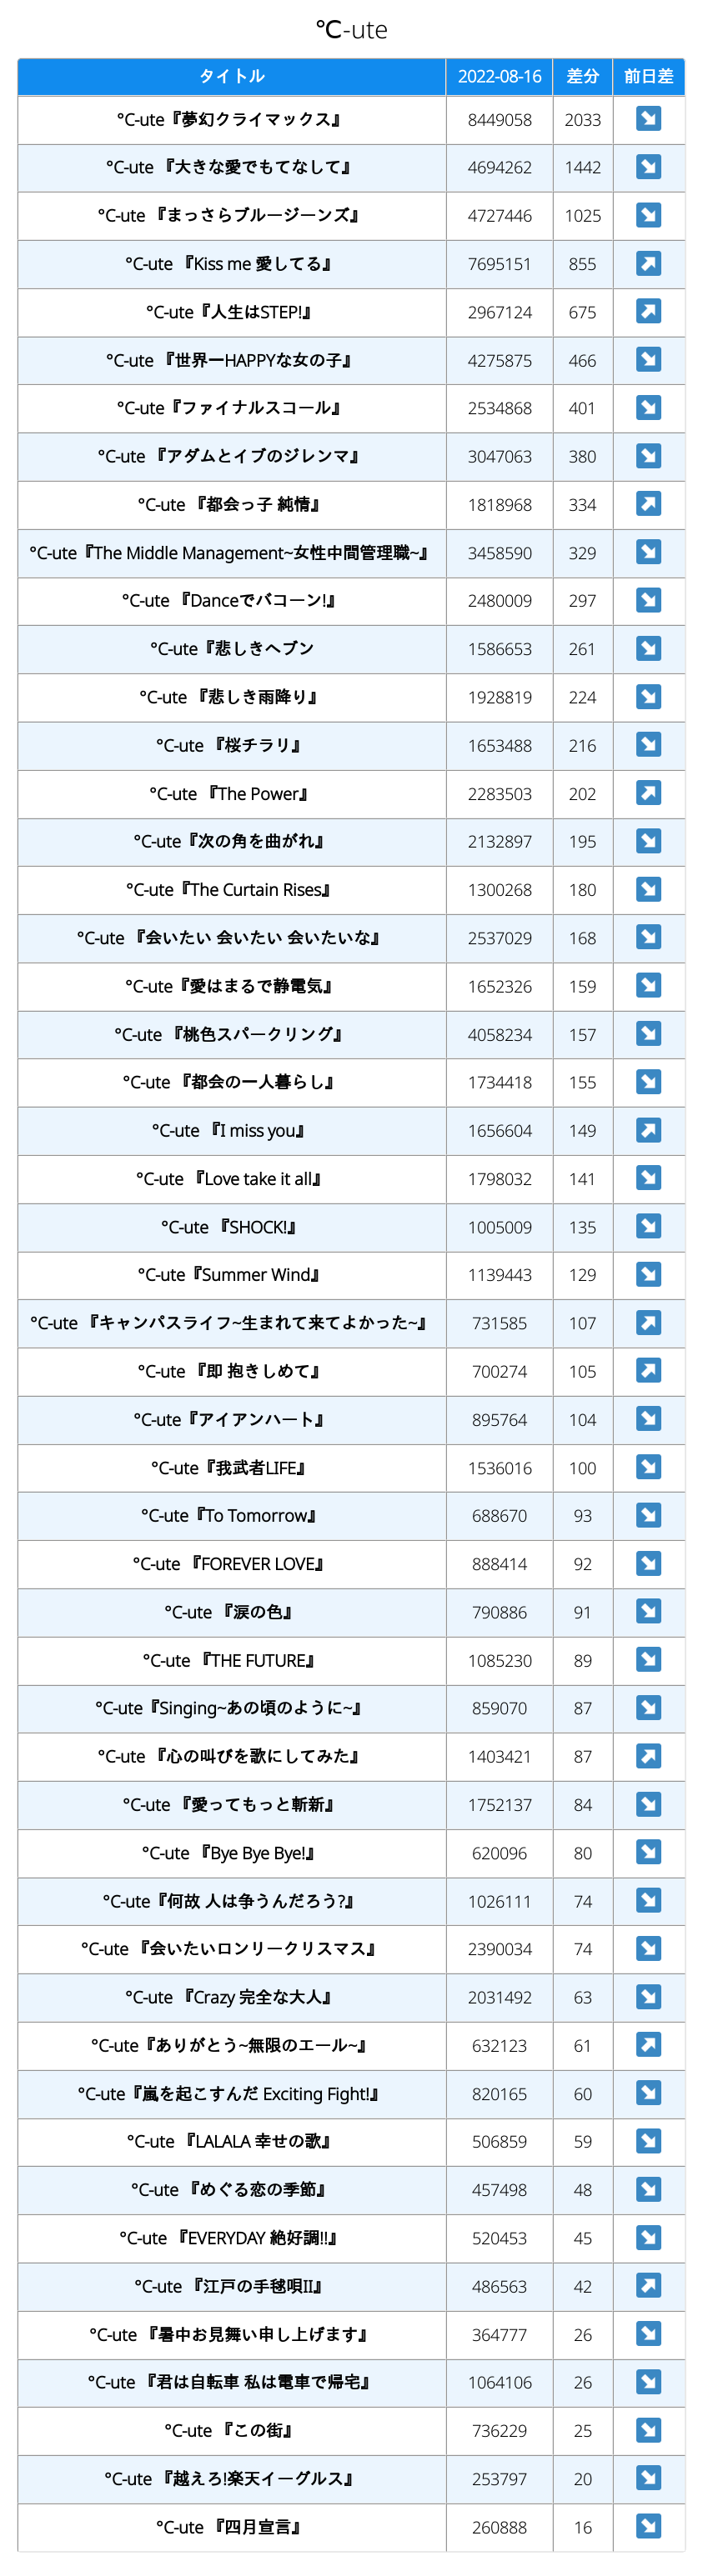 ℃-ute
タイトル 2022-08-16 差分 前日差
°C-ute『夢幻クライマックス』 8449058 2033 ↘
°C-ute 『大きな愛でもてなして』 4694262 1442 ↘
°C-ute 『まっさらブルージーンズ』 4727446 1025 ↘
°C-ute 『Kiss me 愛してる』 7695151 855 ↗
°C-ute『人生はSTEP!』 2967124 675 ↗
°C-ute 『世界一HAPPYな女の子』 4275875 466 ↘
°C-ute『ファイナルスコール』 2534868 401 ↘
°C-ute 『アダムとイブのジレンマ』 3047063 380 ↘
°C-ute 『都会っ子 純情』 1818968 334 ↗
°C-ute『The Middle Management~女性中間管理職~』 3458590 329 ↘
°C-ute 『Danceでバコーン!』 2480009 297 ↘
°C-ute『悲しきヘブン 1586653 261 ↘
°C-ute 『悲しき雨降り』 1928819 224 ↘
°C-ute 『桜チラリ』 1653488 216 ↘
°C-ute 『The Power』 2283503 202 ↗
°C-ute『次の角を曲がれ』 2132897 195 ↘
°C-ute『The Curtain Rises』 1300268 180 ↘
°C-ute 『会いたい 会いたい 会いたいな』 2537029 168 ↘
°C-ute『愛はまるで静電気』 1652326 159 ↘
°C-ute 『桃色スパークリング』 4058234 157 ↘
°C-ute 『都会の一人暮らし』 1734418 155 ↘
°C-ute 『I miss you』 1656604 149 ↗
°C-ute 『Love take it all』 1798032 141 ↘
°C-ute 『SHOCK!』 1005009 135 ↘
°C-ute『Summer Wind』 1139443 129 ↘
°C-ute 『キャンパスライフ~生まれて来てよかった~』 731585 107 ↗
°C-ute 『即 抱きしめて』 700274 105 ↗
°C-ute『アイアンハート』 895764 104 ↘
°C-ute『我武者LIFE』 1536016 100 ↘
°C-ute『To Tomorrow』 688670 93 ↘
°C-ute 『FOREVER LOVE』 888414 92 ↘
°C-ute 『涙の色』 790886 91 ↘
°C-ute 『THE FUTURE』 1085230 89 ↘
°C-ute『Singing~あの頃のように~』 859070 87 ↘
°C-ute 『心の叫びを歌にしてみた』 1403421 87 ↗
°C-ute 『愛ってもっと斬新』 1752137 84 ↘
°C-ute 『Bye Bye Bye!』 620096 80 ↘
°C-ute『何故 人は争うんだろう?』 1026111 74 ↘
°C-ute 『会いたいロンリークリスマス』 2390034 74 ↘
°C-ute 『Crazy 完全な大人』 2031492 63 ↘
°C-ute『ありがとう~無限のエール~』 632123 61 ↗
°C-ute『嵐を起こすんだ Exciting Fight!』 820165 60 ↘
°C-ute 『LALALA 幸せの歌』 506859 59 ↘
°C-ute 『めぐる恋の季節』 457498 48 ↘
°C-ute 『EVERYDAY 絶好調!!』 520453 45 ↘
°C-ute 『江戸の手毬唄II』 486563 42 ↗
°C-ute 『暑中お見舞い申し上げます』 364777 26 ↘
°C-ute 『君は自転車 私は電車で帰宅』 1064106 26 ↘
°C-ute 『この街』 736229 25 ↘
°C-ute 『越えろ!楽天イーグルス』 253797 20 ↘
°C-ute 『四月宣言』 260888 16 ↘